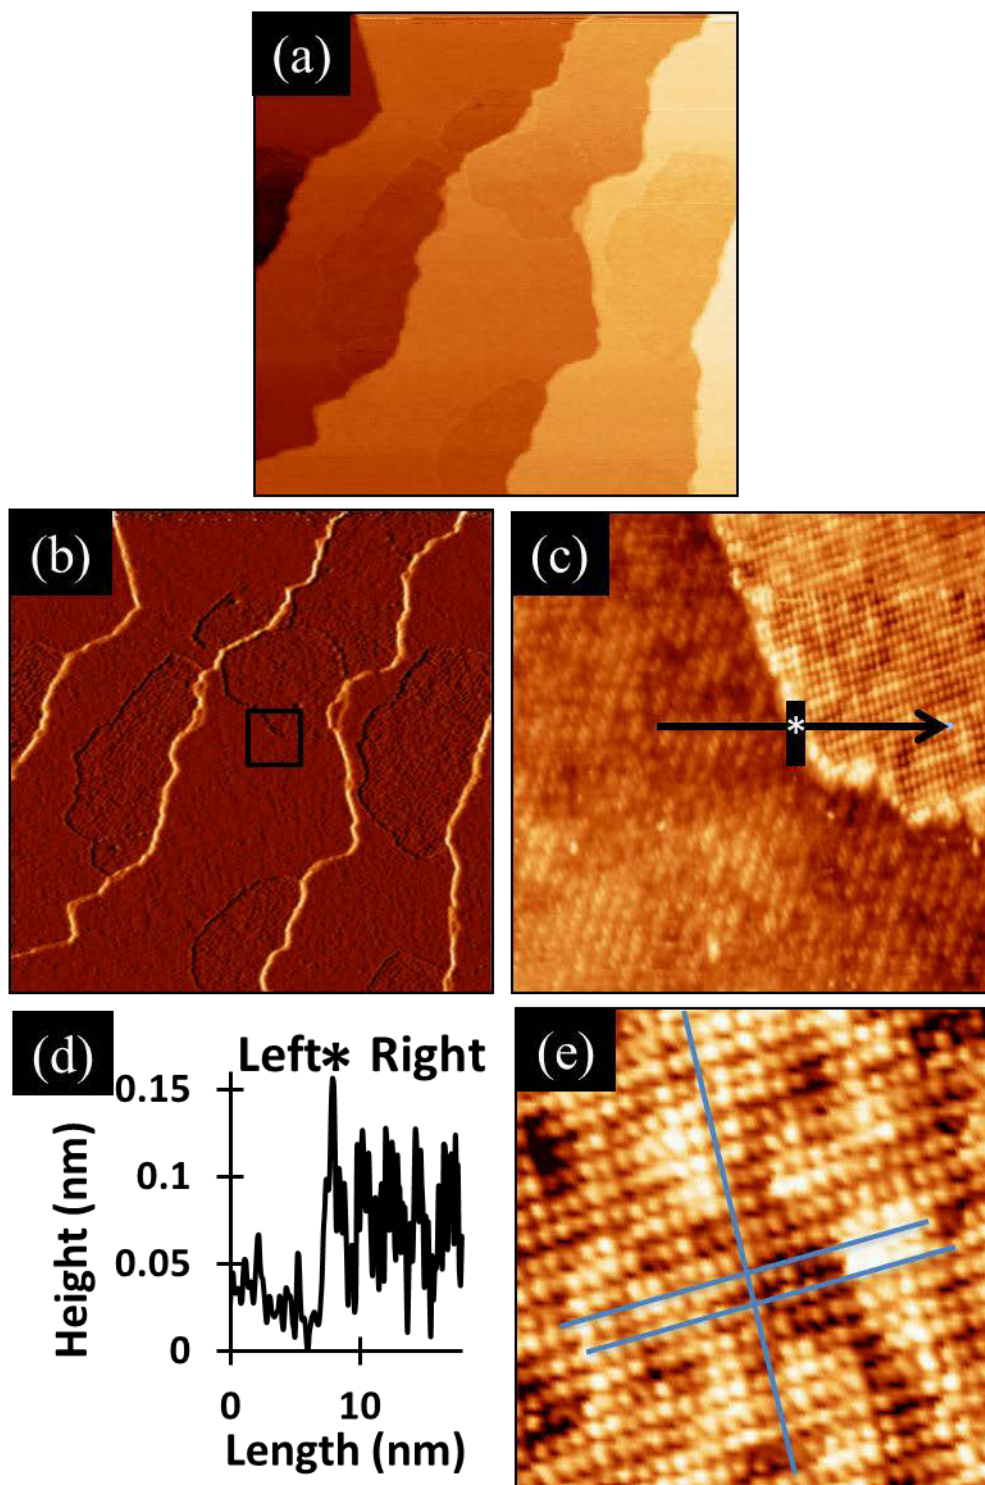 (a)
(b)
(c)
*
(d)
Left* Right
0.15
0.1
0.05
0
Height (nm)
0 10
Length (nm)
(e)